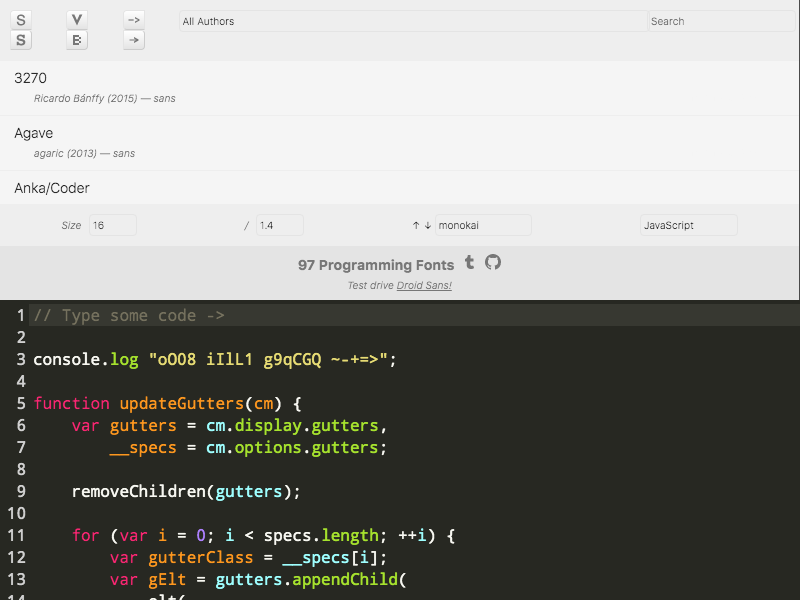 S V -> All Authors Search
S B →
3270
Ricardo Bánffy (2015) — sans
Agave
agaric (2013) — sans
Anka/Coder
Size 16 / 1.4 ↑ ↓ monokai JavaScript
97 Programming Fonts t
Test drive Droid Sans!
1 // Type some code ->
2
3 console.log "oO08 iIlL1 g9qCGQ ~-+=>";
4
5 function updateGutters(cm) {
6 var gutters = cm.display.gutters,
7 __specs = cm.options.gutters;
8
9 removeChildren(gutters);
10
11 for (var i = 0; i < specs.length; ++i) {
12 var gutterClass = __specs[i];
13 var gElt = gutters.appendChild(
14 elt(